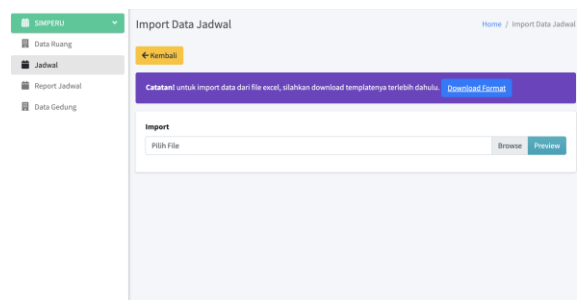 SIMPERU
Data Ruang
Jadwal
Report Jadwal
Data Gedung
Import Data Jadwal
Home / Import Data Jadwal
Kembali
Catatan! untuk import data dari file excel, silahkan download templatenya terlebih dahulu. Download Format
Import
Pilih File Browse Preview